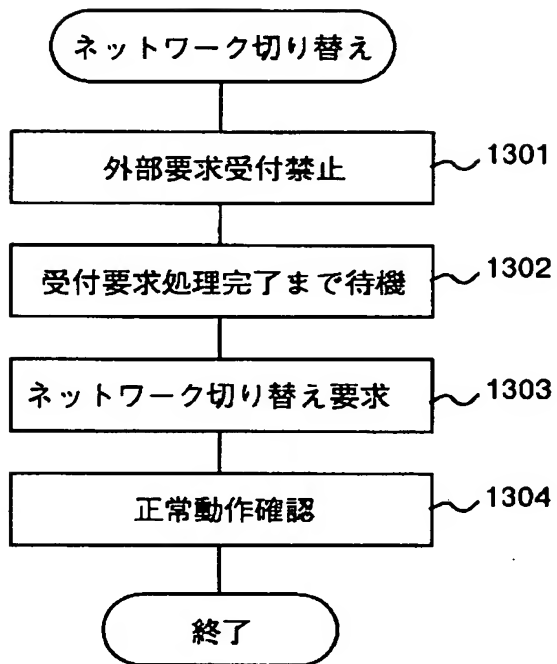 ネットワーク切り替え
外部要求受付禁止
1301
受付要求処理完了まで待機
1302
ネットワーク切り替え要求
1303
正常動作確認
1304
終了